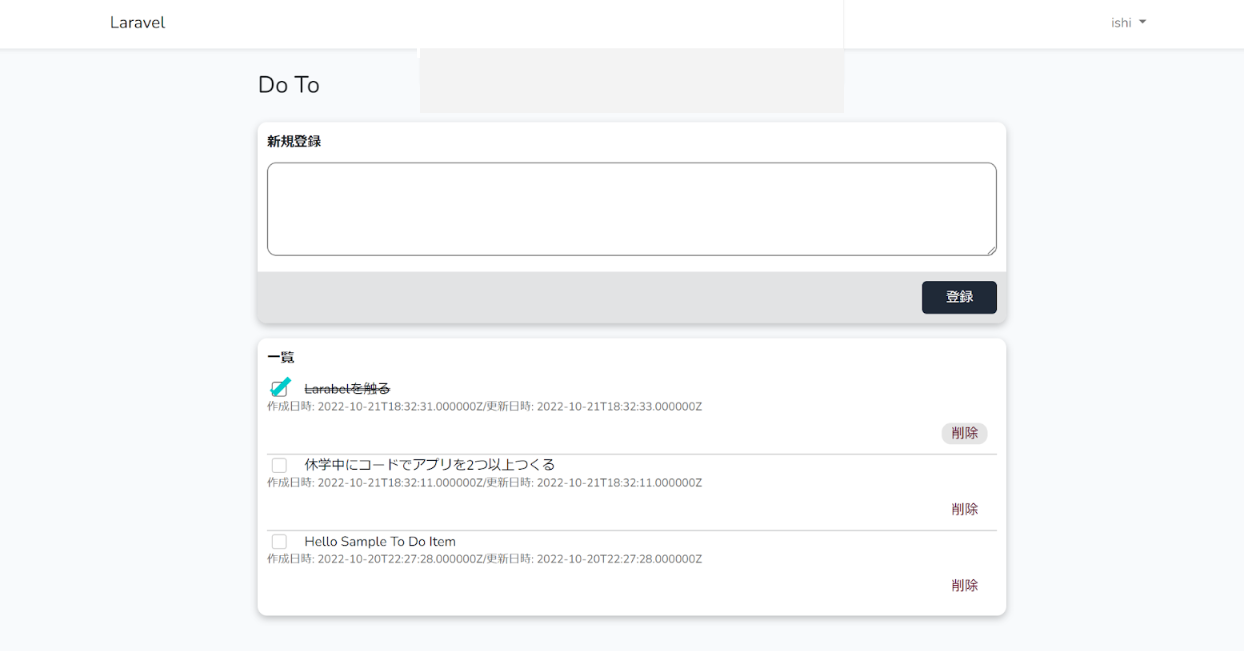 Laravel
ishi
Do To
新規登録
登録
一覧
Larabelを触る
作成日時: 2022-10-21T18:32:31.000000Z/更新日時: 2022-10-21T18:32:33.000000Z
削除
休学中にコードでアプリを2つ以上つくる
作成日時: 2022-10-21T18:32:11.000000Z/更新日時: 2022-10-21T18:32:11.000000Z
削除
Hello Sample To Do Item
作成日時: 2022-10-20T22:27:28.000000Z/更新日時: 2022-10-20T22:27:28.000000Z
削除